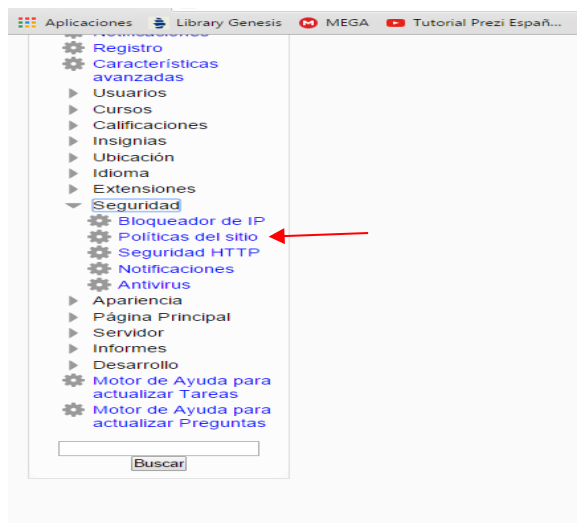 Aplicaciones Library Genesis MEGA Tutorial Prezi Españ...
Notificaciones
Registro
Características
avanzadas
Usuarios
Cursos
Calificaciones
Insignias
Ubicación
Idioma
Extensiones
Seguridad
Bloqueador de IP
Políticas del sitio
Seguridad HTTP
Notificaciones
Antivirus
Apariencia
Página Principal
Servidor
Informes
Desarrollo
Motor de Ayuda para
actualizar Tareas
Motor de Ayuda para
actualizar Preguntas
Buscar